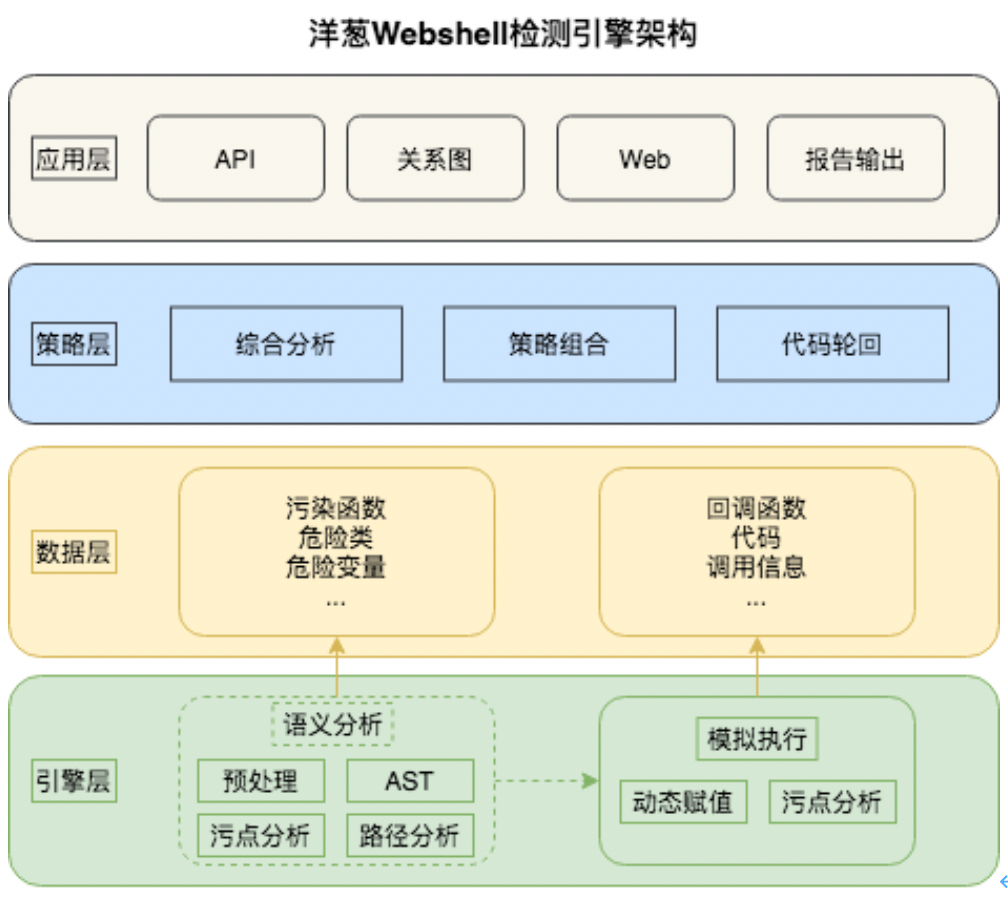 洋葱Webshell检测引擎架构
应用层
API
关系图
Web
报告输出
策略层
综合分析
策略组合
代码轮回
数据层
污染函数
危险类
危险变量
...
回调函数
代码
调用信息
...
引擎层
语义分析
预处理
AST
污点分析
路径分析
模拟执行
动态赋值
污点分析